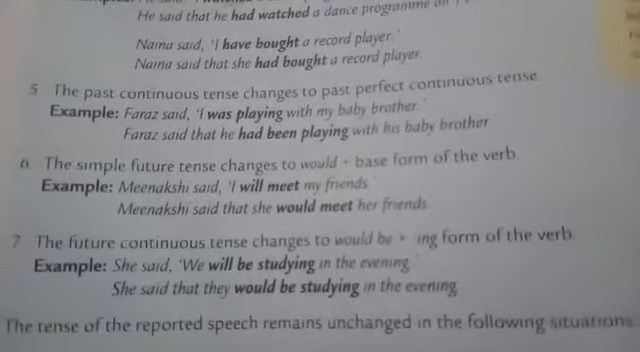 He said that he had watched a dance programme on
Naina said, 'I have bought a record player.'
Naina said that she had bought a record player.
5 The past continuous tense changes to past perfect continuous tense.
Example: Faraz said, 'I was playing with my baby brother.'
Faraz said that he had been playing with his baby brother
6. The simple future tense changes to would + base form of the verb.
Example: Meenakshi said, 'I will meet my friends.'
Meenakshi said that she would meet her friends.
7 The future continuous tense changes to would be + ing form of the verb.
Example: She said, 'We will be studying in the evening.'
She said that they would be studying in the evening.
The tense of the reported speech remains unchanged in the following situations.